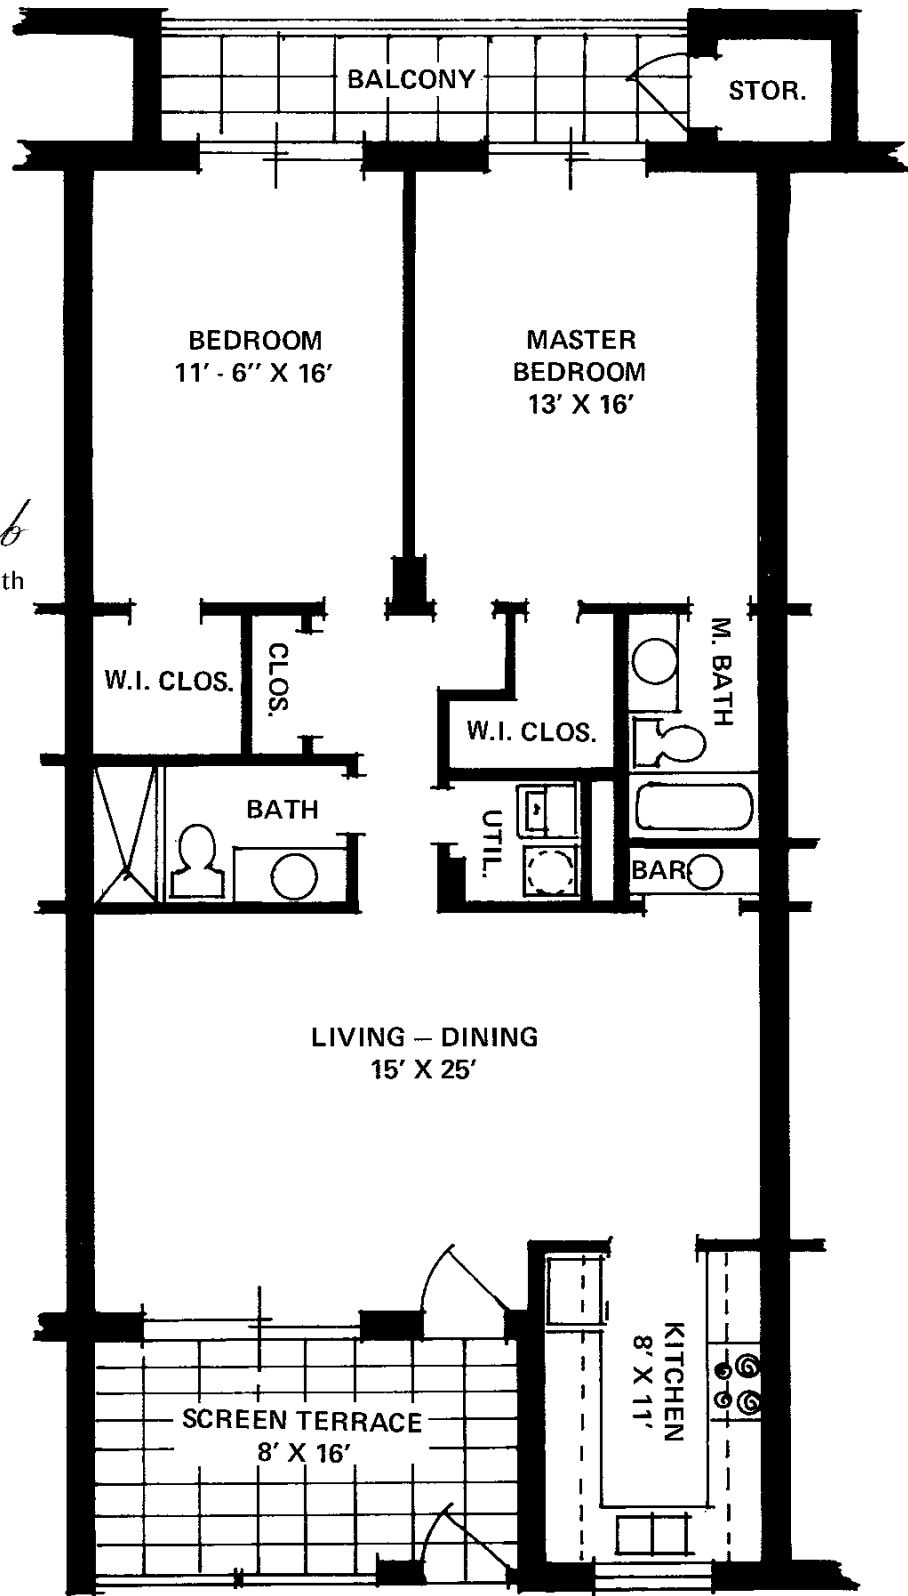 BALCONY
STOR.
BEDROOM
11' - 6" X 16'
MASTER
BEDROOM
13' X 16'
6
th
W.I. CLOS.
CLOS.
W.I. CLOS.
M. BATH
BATH
UTIL.
BAR
LIVING – DINING
15' X 25'
KITCHEN
8' X 11'
SCREEN TERRACE
8' X 16'